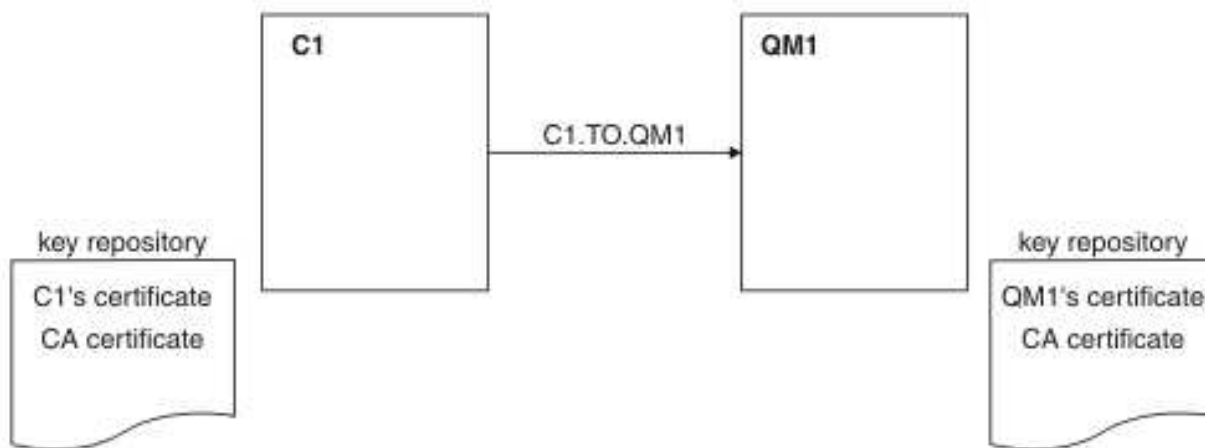 C1
QM1
C1.TO.QM1
key repository
C1's certificate
CA certificate
key repository
QM1's certificate
CA certificate